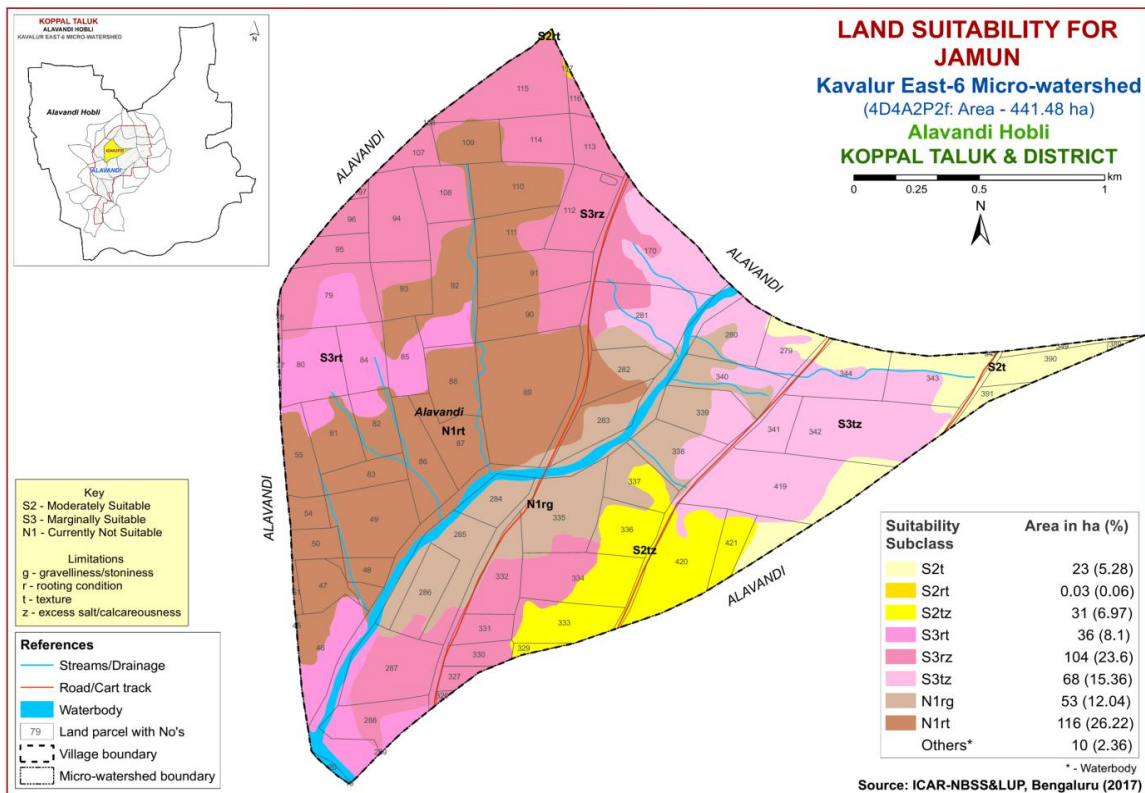 KOPPAL TALUK
ALAVANDI HOBLI
KAVALUR EAST-6 MICRO-WATERSHED
N
Alavandi Hobli
4D4A2P2f
ALAVANDI
LAND SUITABILITY FOR
JAMUN
Kavalur East-6 Micro-watershed
(4D4A2P2f: Area - 441.48 ha)
Alavandi Hobli
KOPPAL TALUK & DISTRICT
km
0 0.25 0.5 1
N
S2rt
117
115
116
109
114
107
113
ALAVANDI
110
108
97
112
S3rz
96
94
111
170
95
91
ALAVANDI
79
93
92
281
90
280
S3rt
80
84
85
279
282
340
344
343
S2t
390
391
88
89
339
Alavandi
N1rt
87
283
341
342
S3tz
82
81
338
55
86
83
337
419
284
54
N1rg
335
49
336
S2tz
421
285
50
420
48
47
286
332
334
ALAVANDI
ALAVANDI
331
333
46
330
329
287
327
288
Key
S2 - Moderately Suitable
S3 - Marginally Suitable
N1 - Currently Not Suitable
Limitations
g - gravelliness/stoniness
r - rooting condition
t - texture
z - excess salt/calcareousness
References
Streams/Drainage
Road/Cart track
Waterbody
79 Land parcel with No's
Village boundary
Micro-watershed boundary
Suitability Area in ha (%)
Subclass
S2t 23 (5.28)
S2rt 0.03 (0.06)
S2tz 31 (6.97)
S3rt 36 (8.1)
S3rz 104 (23.6)
S3tz 68 (15.36)
N1rg 53 (12.04)
N1rt 116 (26.22)
Others* 10 (2.36)
* - Waterbody
Source: ICAR-NBSS&LUP, Bengaluru (2017)